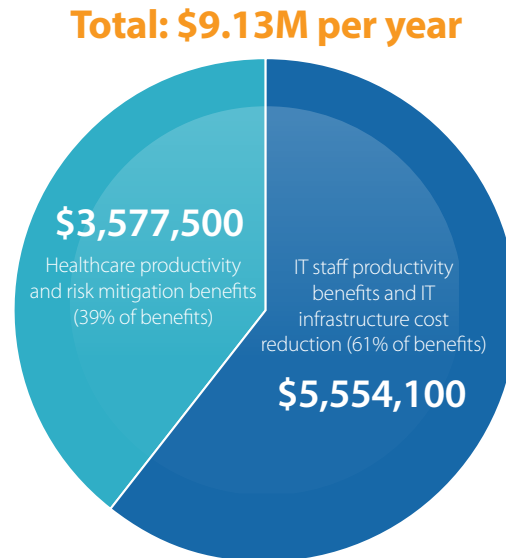 Total: $9.13M per year
$3,577,500
Healthcare productivity
and risk mitigation benefits
(39% of benefits)
IT staff productivity
benefits and IT
infrastructure cost
reduction (61% of benefits)
$5,554,100